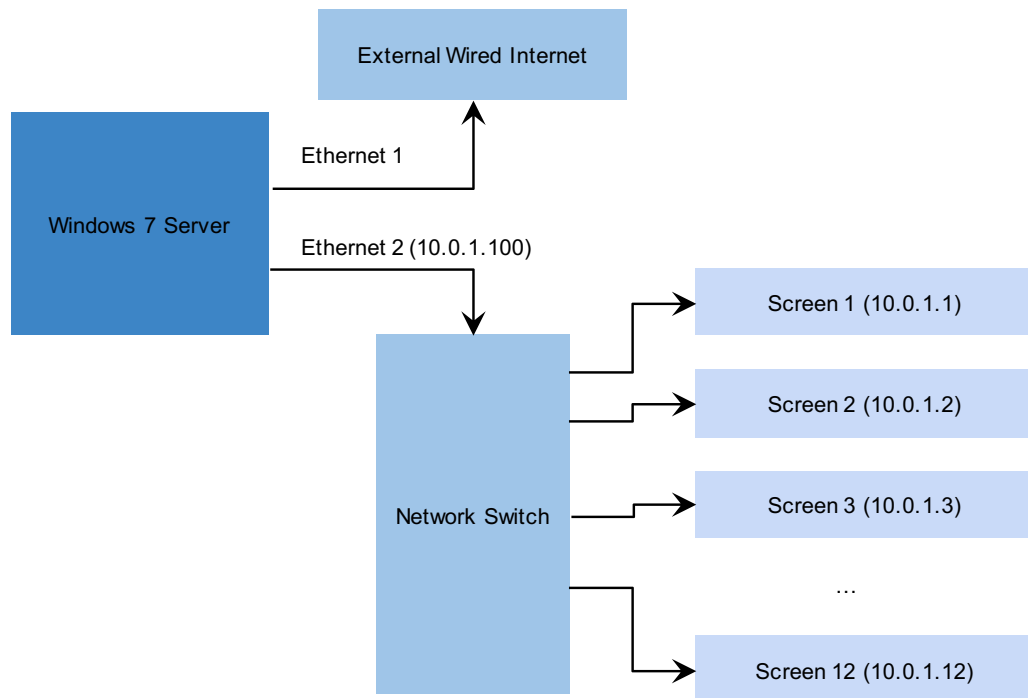 External Wired Internet
Ethernet 1
Windows 7 Server
Ethernet 2 (10.0.1.100)
Screen 1 (10.0.1.1)
Screen 2 (10.0.1.2)
Screen 3 (10.0.1.3)
Network Switch
...
Screen 12 (10.0.1.12)